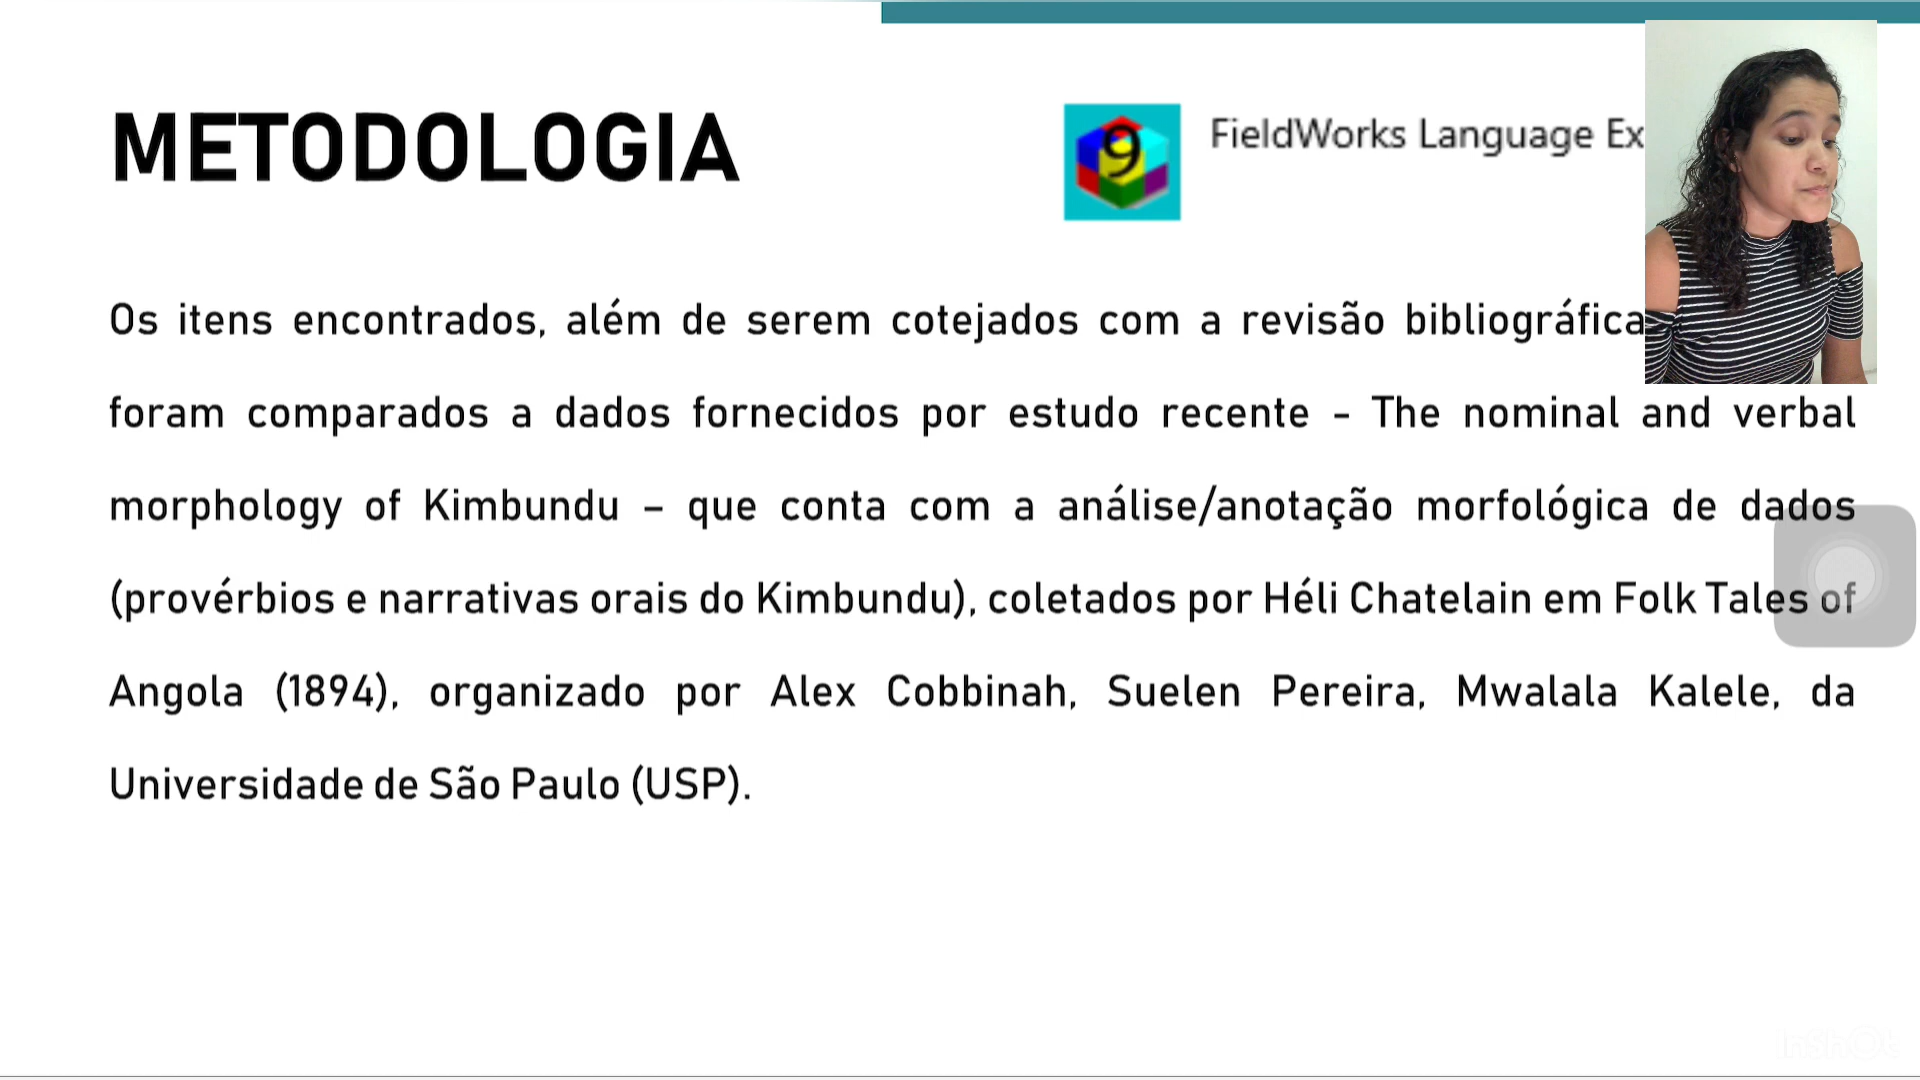 METODOLOGIA
9
FieldWorks Language Ex
Os itens encontrados, além de serem cotejados com a revisão bibliográfica
foram comparados a dados fornecidos por estudo recente - The nominal and verbal
morphology of Kimbundu – que conta com a análise/anotação morfológica de dados
(provérbios e narrativas orais do Kimbundu), coletados por Héli Chatelain em Folk Tales of
Angola (1894), organizado por Alex Cobbinah, Suelen Pereira, Mwalala Kalele, da
Universidade de São Paulo (USP).
InShOt